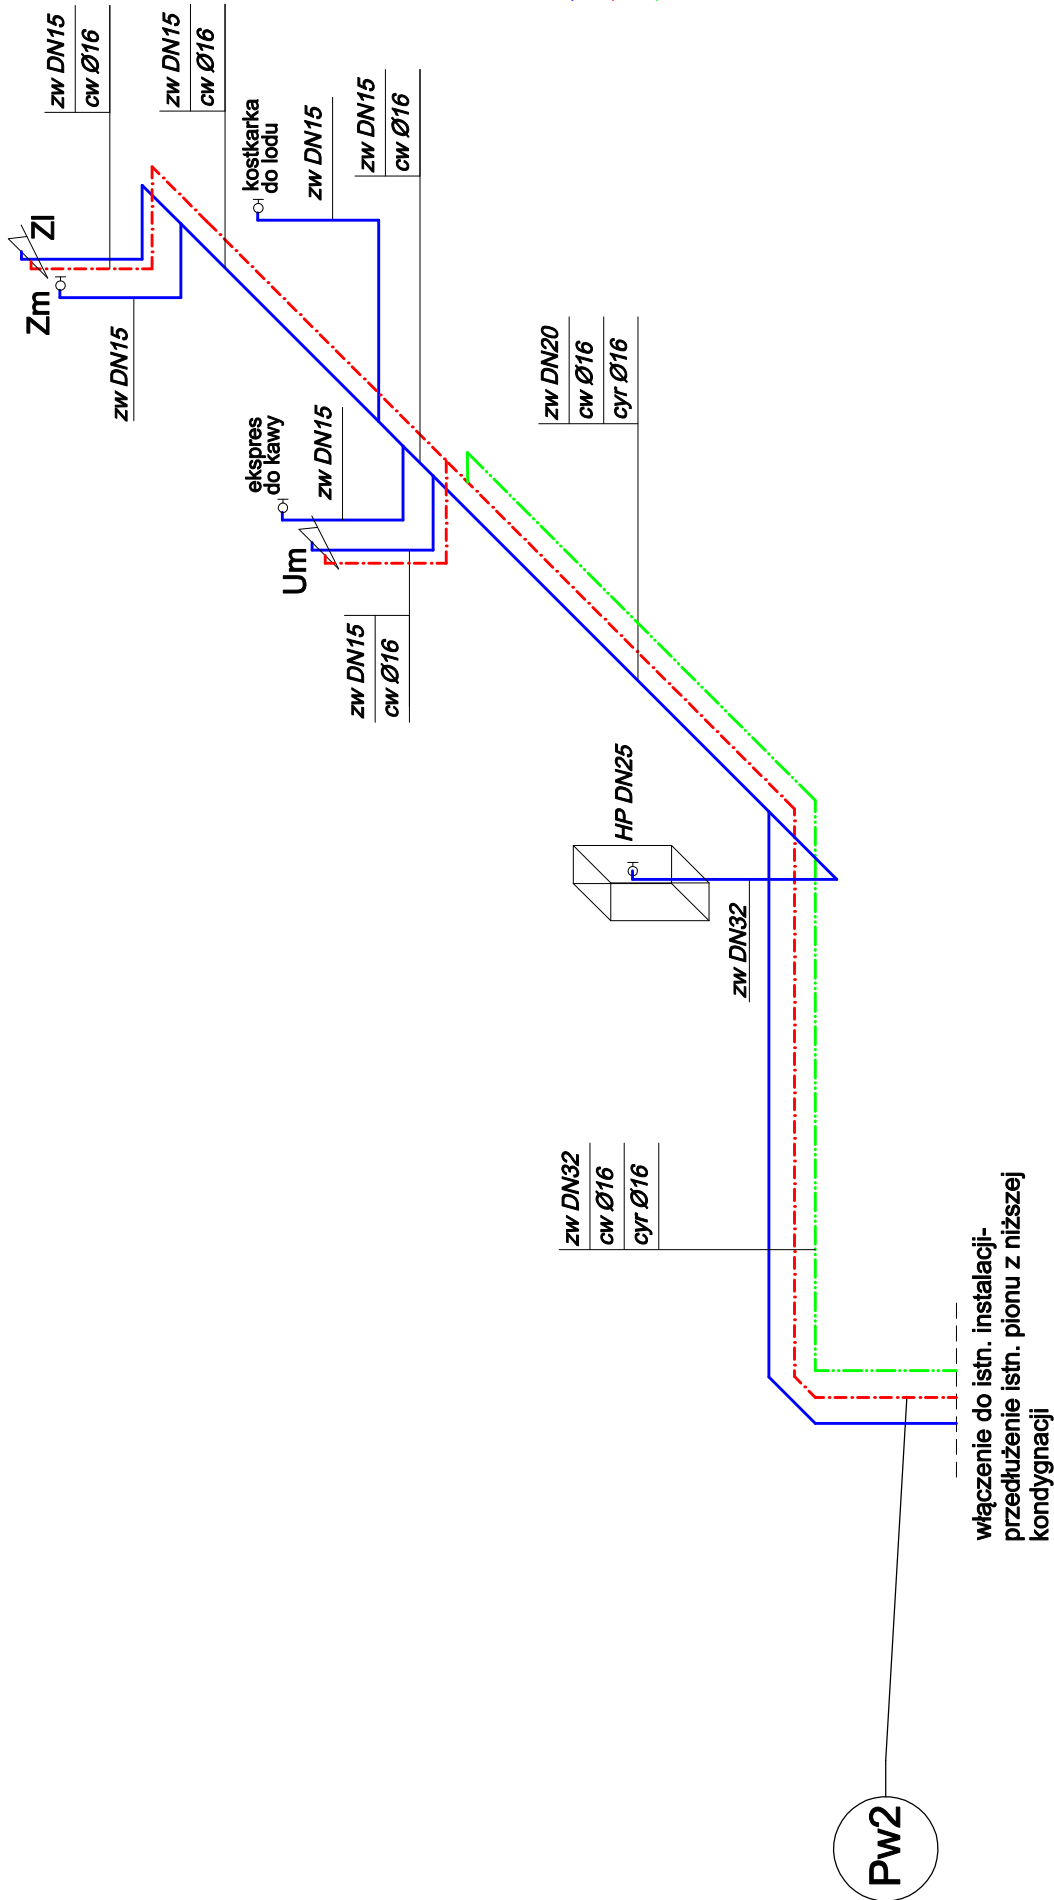 zw DN15
cw Ø16
zw DN15
cw Ø16
Zl
Zm
zw DN15
kostkarka
do lodu
zw DN15
zw DN15
cw Ø16
ekspres
do kawy
zw DN15
Um
zw DN15
cw Ø16
zw DN20
cw Ø16
cyr Ø16
HP DN25
zw DN32
zw DN32
cw Ø16
cyr Ø16
włączenie do istn. instalacji-
przedłużenie istn. pionu z niższej
kondygnacji
Pw2